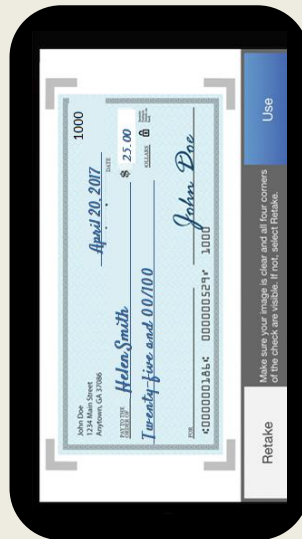 John Doe
1234 Main Street
Anytown, GA 37086
1000
April 20, 2017
DATE
PAY TO THE
ORDER OF
Helen Smith
$ 25.00
Twenty-five and 00/100
DOLLARS
FOR
John Doe
⑆000000186⑆ 000000529⑈ 1000
Retake
Make sure your image is clear and all four corners
of the check are visible. If not, select Retake.
Use